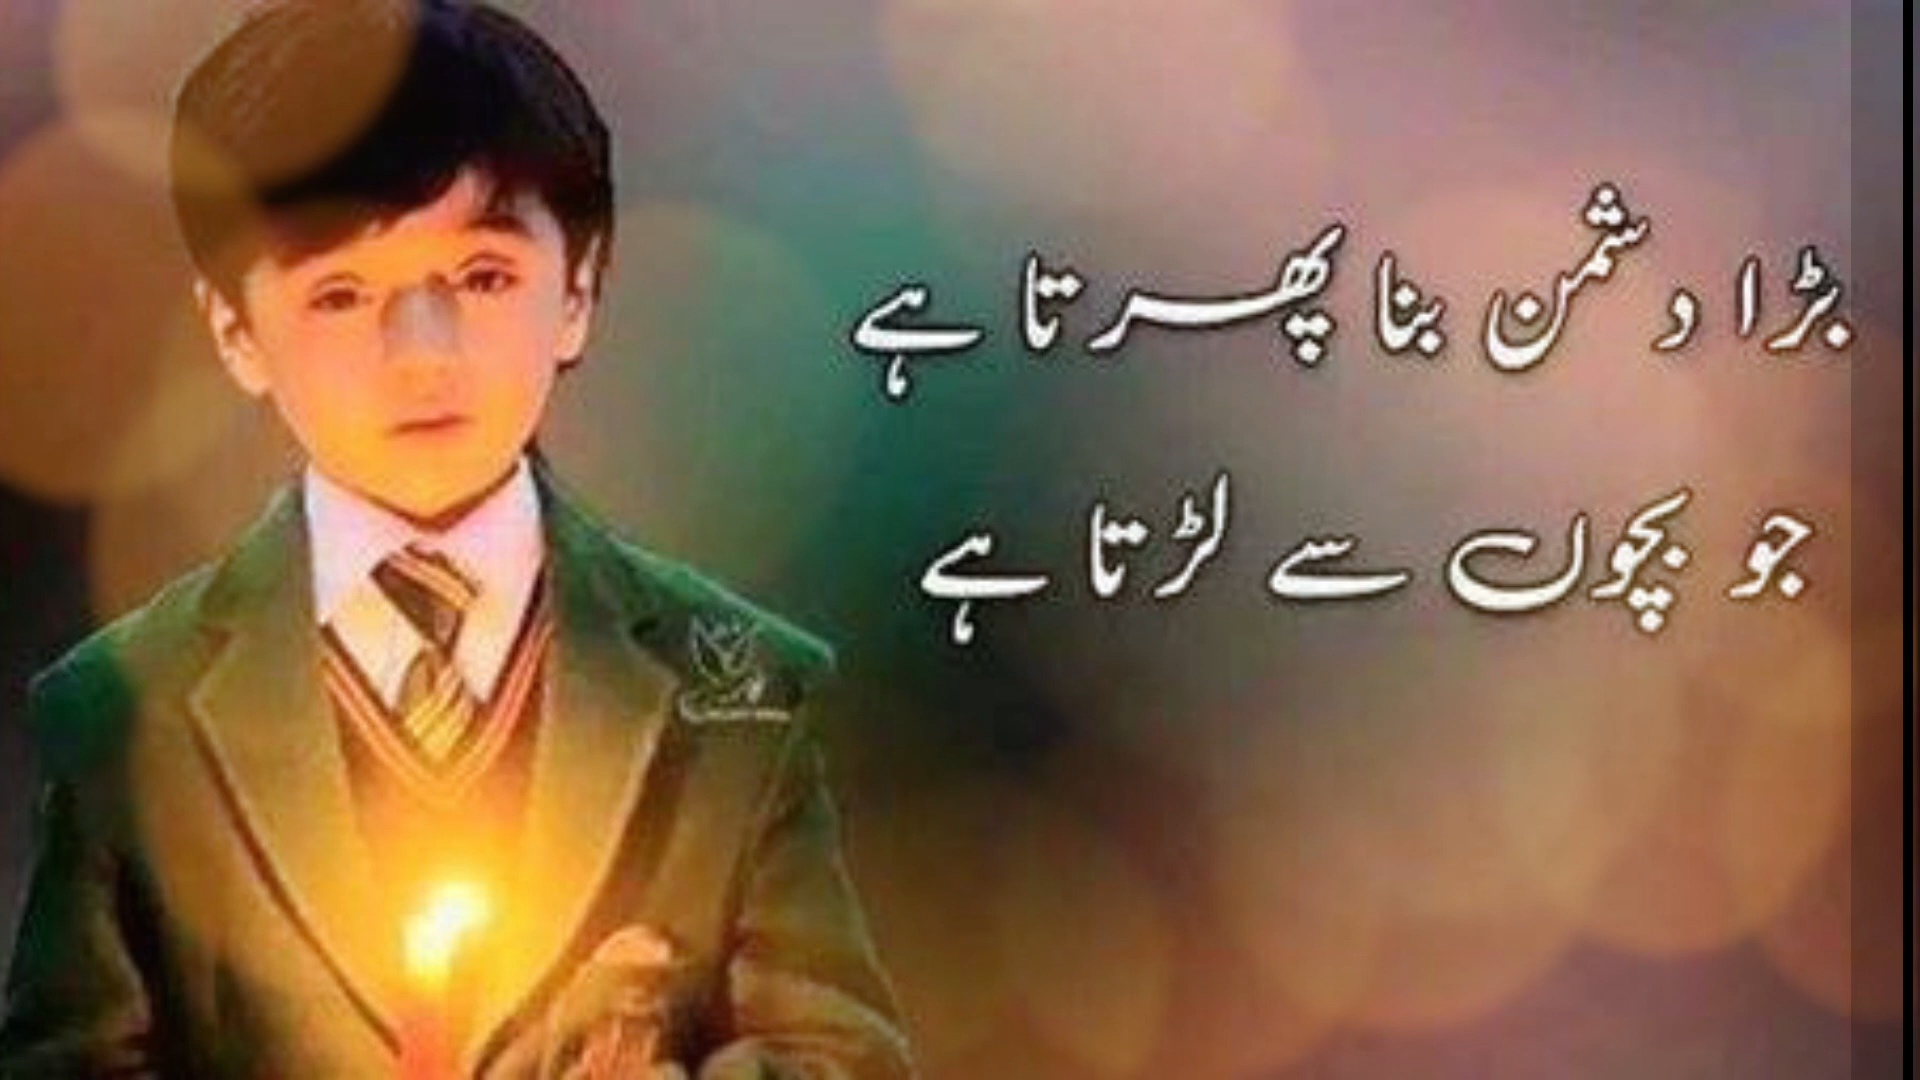 بڑا دشمن بنا پھرتا ہے
جو بچوں سے لڑتا ہے